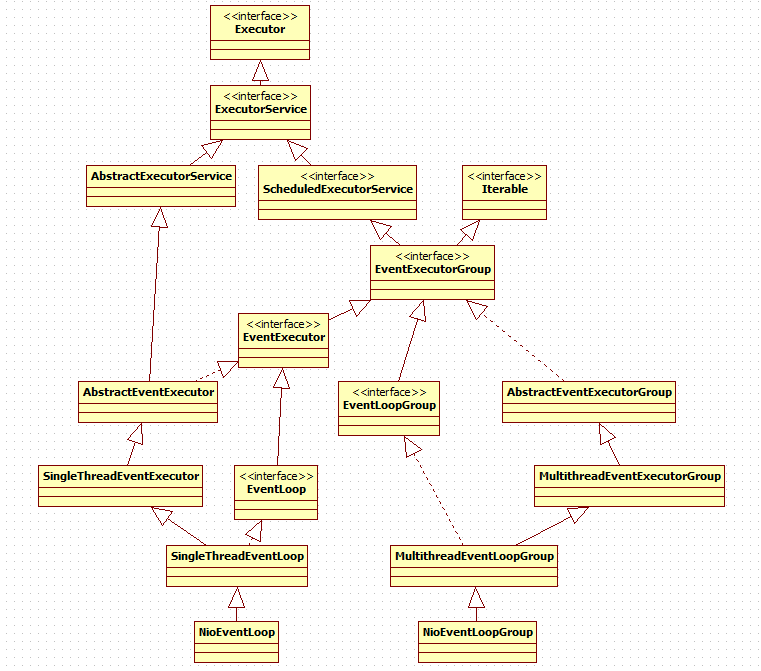 <<interface>>
Executor
<<interface>>
ExecutorService
AbstractExecutorService
<<interface>>
ScheduledExecutorService
<<interface>>
Iterable
<<interface>>
EventExecutorGroup
<<interface>>
EventExecutor
AbstractEventExecutor
<<interface>>
EventLoopGroup
AbstractEventExecutorGroup
SingleThreadEventExecutor
<<interface>>
EventLoop
MultithreadEventExecutorGroup
SingleThreadEventLoop
MultithreadEventLoopGroup
NioEventLoop
NioEventLoopGroup